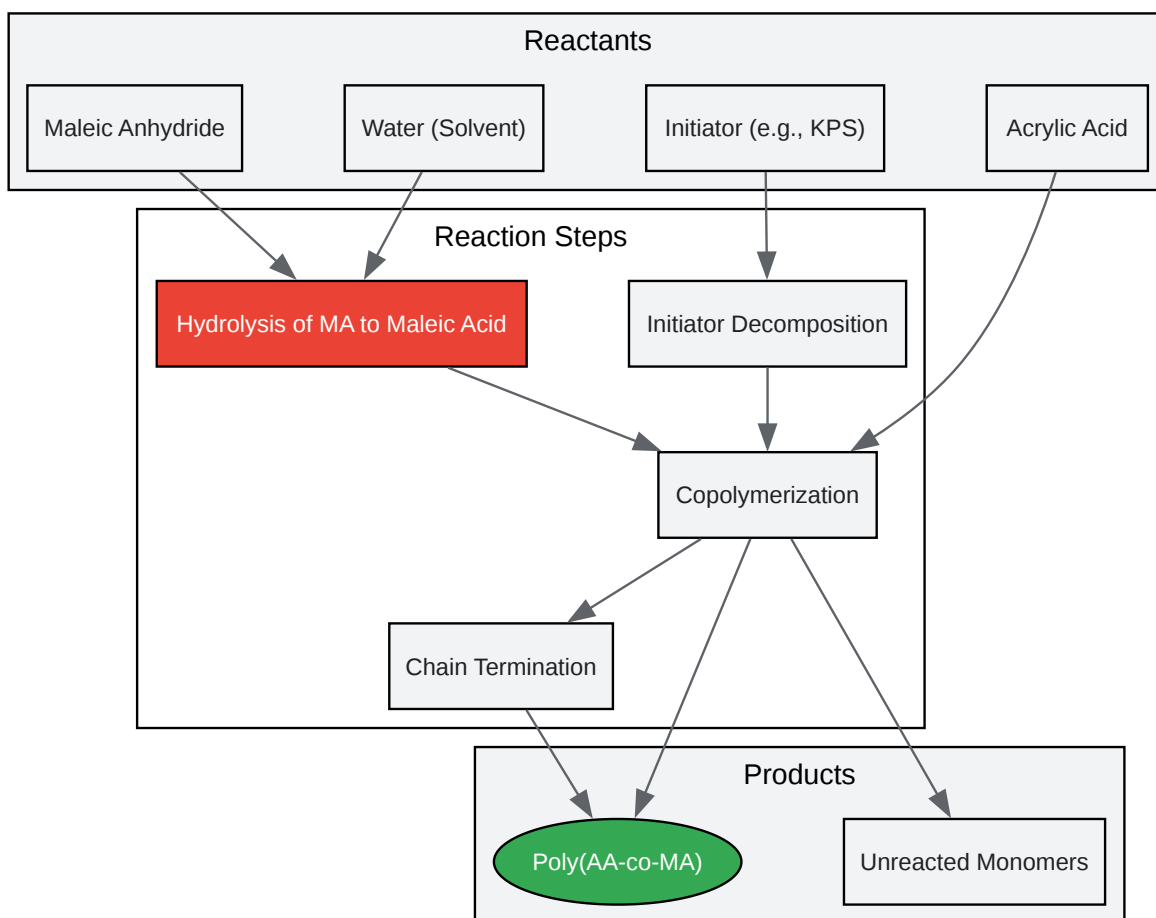 Reactants
Maleic Anhydride
Water (Solvent)
Initiator (e.g., KPS)
Acrylic Acid
Reaction Steps
Hydrolysis of MA to Maleic Acid
Initiator Decomposition
Copolymerization
Chain Termination
Products
Poly(AA-co-MA)
Unreacted Monomers